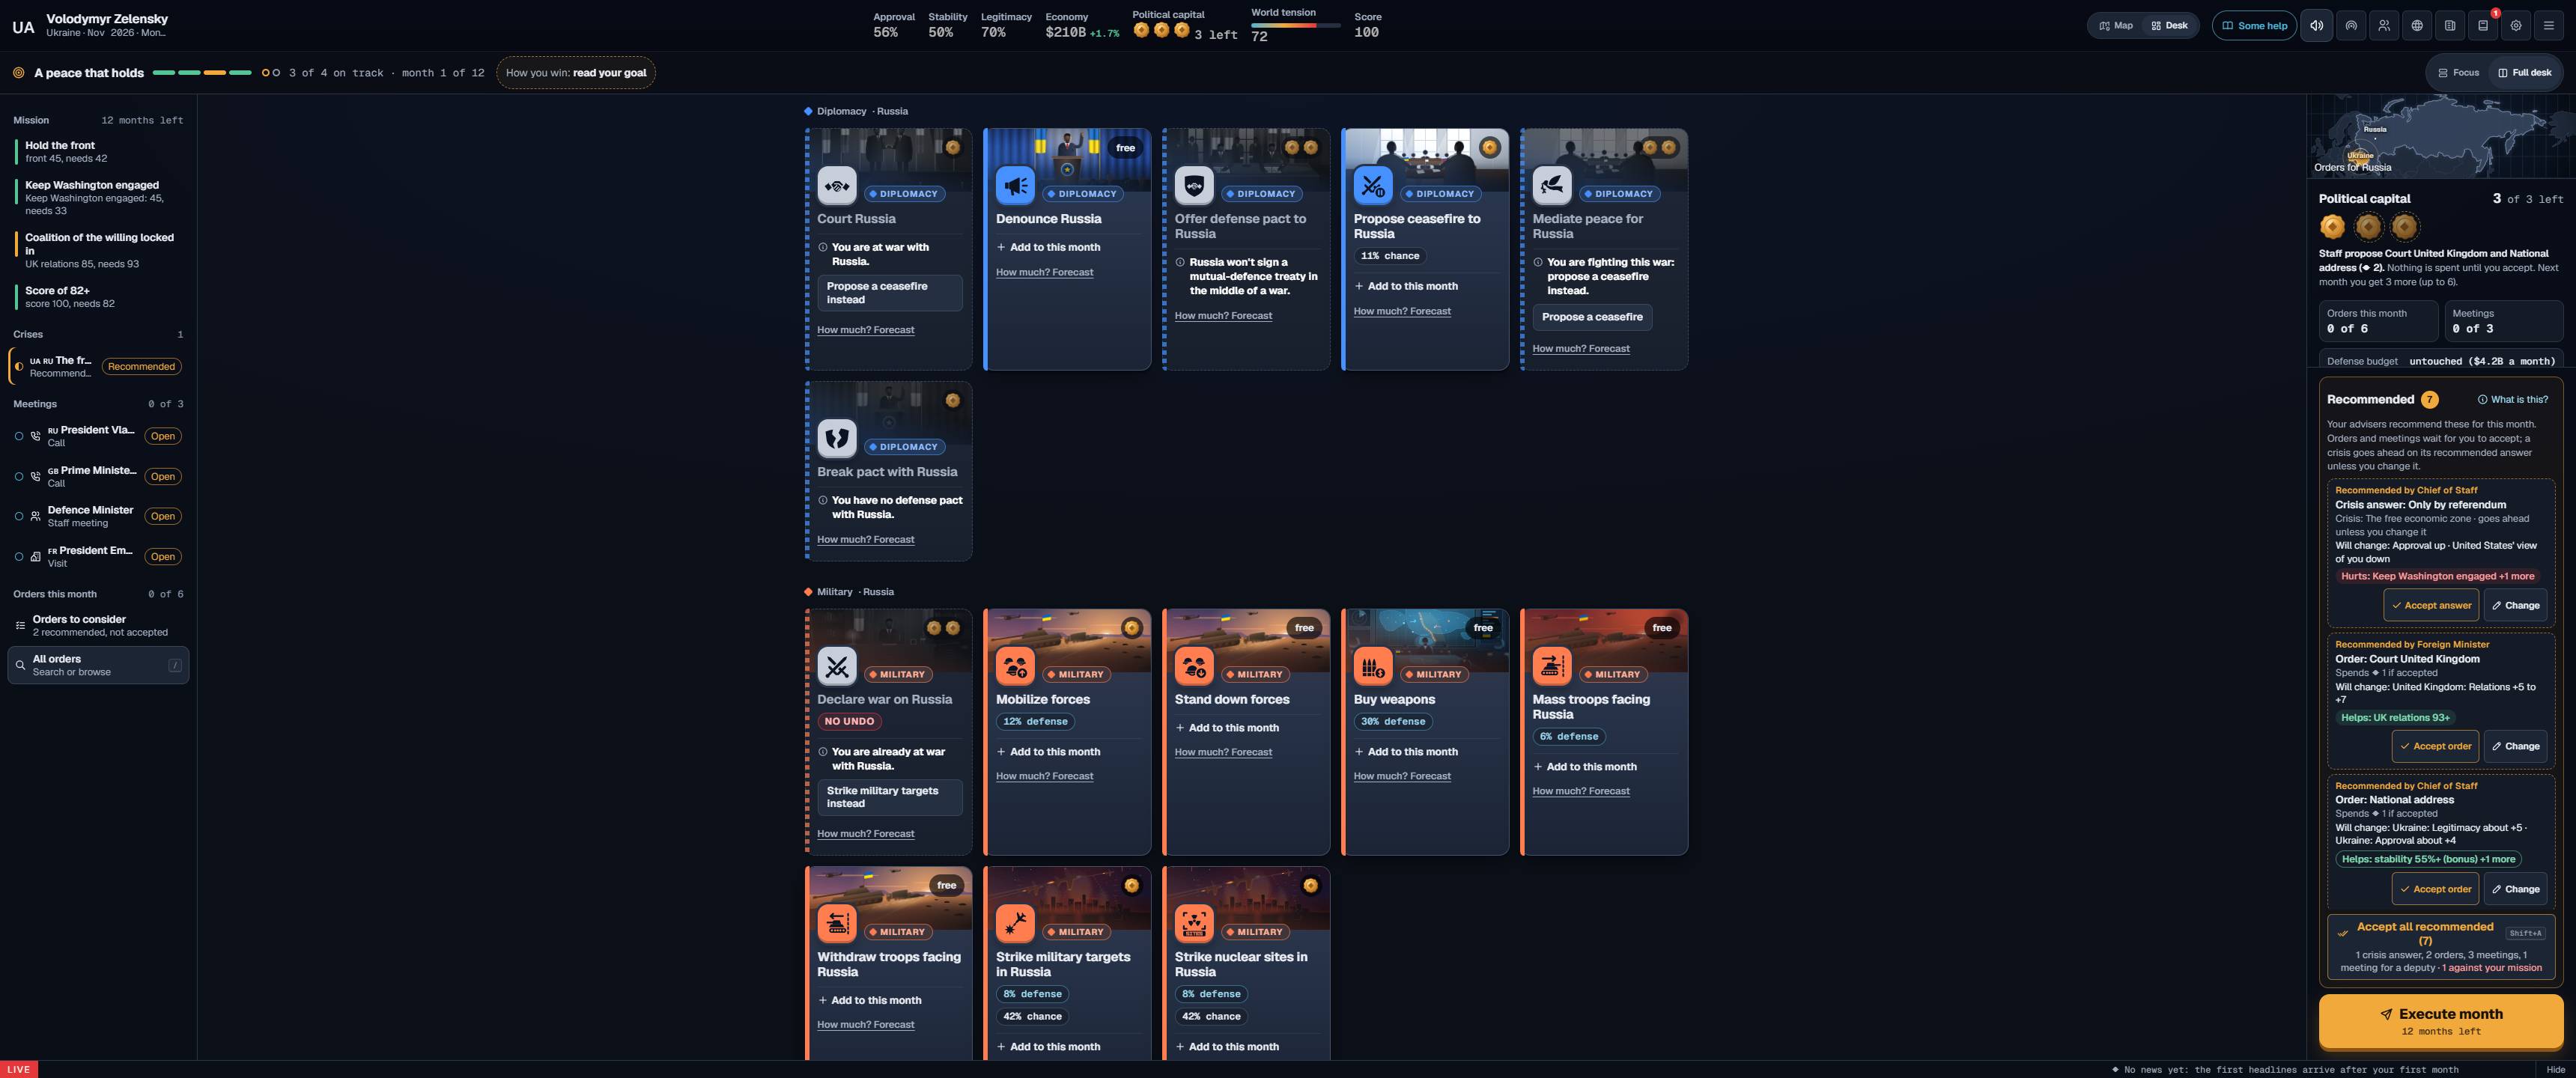 UA
Volodymyr Zelensky
Ukraine · Nov 2026 · Mon...
Approval
56%
Stability
50%
Legitimacy
70%
Economy
$210B +1.7%
Political capital
3 left
World tension
72
Score
100
Map
Desk
Some help
1
A peace that holds
3 of 4 on track · month 1 of 12
How you win: read your goal
Focus
Full desk
Mission
12 months left
Hold the front
front 45, needs 42
Keep Washington engaged
Keep Washington engaged: 45,
needs 33
Coalition of the willing locked
in
UK relations 85, needs 93
Score of 82+
score 100, needs 82
Crises
1
UA RU The fr...
Recommend...
Recommended
Meetings
0 of 3
RU President Vla...
Call
Open
GB Prime Ministe...
Call
Open
Defence Minister
Staff meeting
Open
FR President Em...
Visit
Open
Orders this month
0 of 6
Orders to consider
2 recommended, not accepted
All orders
Search or browse
/
Diplomacy · Russia
DIPLOMACY
Court Russia
You are at war with
Russia.
Propose a ceasefire
instead
How much? Forecast
free
DIPLOMACY
Denounce Russia
+ Add to this month
How much? Forecast
DIPLOMACY
Offer defense pact to
Russia
Russia won't sign a
mutual-defence treaty in
the middle of a war.
How much? Forecast
DIPLOMACY
Propose ceasefire to
Russia
11% chance
+ Add to this month
How much? Forecast
DIPLOMACY
Mediate peace for
Russia
You are fighting this war:
propose a ceasefire
instead.
Propose a ceasefire
How much? Forecast
DIPLOMACY
Break pact with Russia
You have no defense pact
with Russia.
How much? Forecast
Military · Russia
MILITARY
Declare war on Russia
NO UNDO
You are already at war
with Russia.
Strike military targets
instead
How much? Forecast
MILITARY
Mobilize forces
12% defense
+ Add to this month
How much? Forecast
free
MILITARY
Stand down forces
+ Add to this month
How much? Forecast
free
MILITARY
Buy weapons
30% defense
+ Add to this month
How much? Forecast
free
MILITARY
Mass troops facing
Russia
6% defense
+ Add to this month
How much? Forecast
free
MILITARY
Withdraw troops facing
Russia
+ Add to this month
How much? Forecast
MILITARY
Strike military targets
in Russia
8% defense
42% chance
+ Add to this month
MILITARY
Strike nuclear sites in
Russia
8% defense
42% chance
+ Add to this month
Russia
Ukraine
Orders for Russia
Political capital
3 of 3 left
Staff propose Court United Kingdom and National
address (◆ 2). Nothing is spent until you accept. Next
month you get 3 more (up to 6).
Orders this month
0 of 6
Meetings
0 of 3
Defense budget
untouched ($4.2B a month)
Recommended 7
What is this?
Your advisers recommend these for this month.
Orders and meetings wait for you to accept; a
crisis goes ahead on its recommended answer
unless you change it.
Recommended by Chief of Staff
Crisis answer: Only by referendum
Crisis: The free economic zone · goes ahead
unless you change it
Will change: Approval up · United States' view
of you down
Hurts: Keep Washington engaged +1 more
Accept answer
Change
Recommended by Foreign Minister
Order: Court United Kingdom
Spends ◆ 1 if accepted
Will change: United Kingdom: Relations +5 to
+7
Helps: UK relations 93+
Accept order
Change
Recommended by Chief of Staff
Order: National address
Spends ◆ 1 if accepted
Will change: Ukraine: Legitimacy about +5 ·
Ukraine: Approval about +4
Helps: stability 55%+ (bonus) +1 more
Accept order
Change
Accept all recommended
(7)
Shift+A
1 crisis answer, 2 orders, 3 meetings, 1
meeting for a deputy · 1 against your mission
Execute month
12 months left
LIVE
◆ No news yet: the first headlines arrive after your first month
Hide